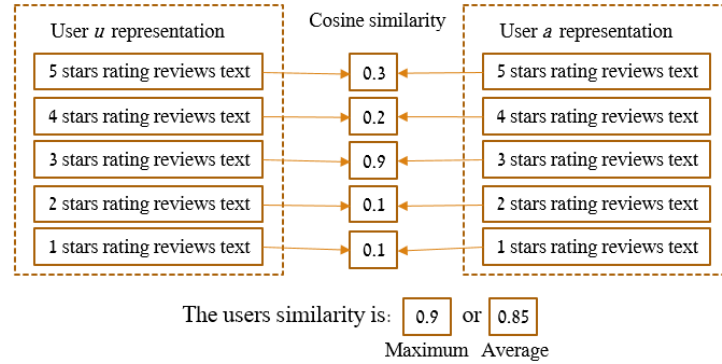 User u representation
Cosine similarity
User a representation
5 stars rating reviews text
0.3
5 stars rating reviews text
4 stars rating reviews text
0.2
4 stars rating reviews text
3 stars rating reviews text
0.9
3 stars rating reviews text
2 stars rating reviews text
0.1
2 stars rating reviews text
1 stars rating reviews text
0.1
1 stars rating reviews text
The users similarity is: 0.9 or 0.85
Maximum Average